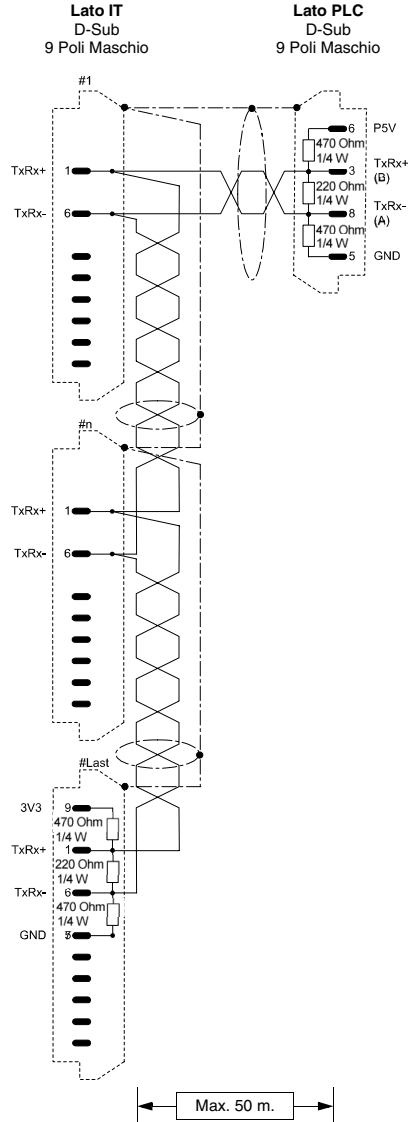 Lato IT
D-Sub
9 Poli Maschio
Lato PLC
D-Sub
9 Poli Maschio
#1
TxRx+ 1
TxRx- 6
6 P5V
470 Ohm
1/4 W
3 TxRx+
(B)
220 Ohm
1/4 W
8 TxRx-
(A)
470 Ohm
1/4 W
5 GND
#n
TxRx+ 1
TxRx- 6
#Last
3V3 9
470 Ohm
1/4 W
TxRx+ 1
220 Ohm
1/4 W
TxRx- 6
470 Ohm
1/4 W
GND
Max. 50 m.